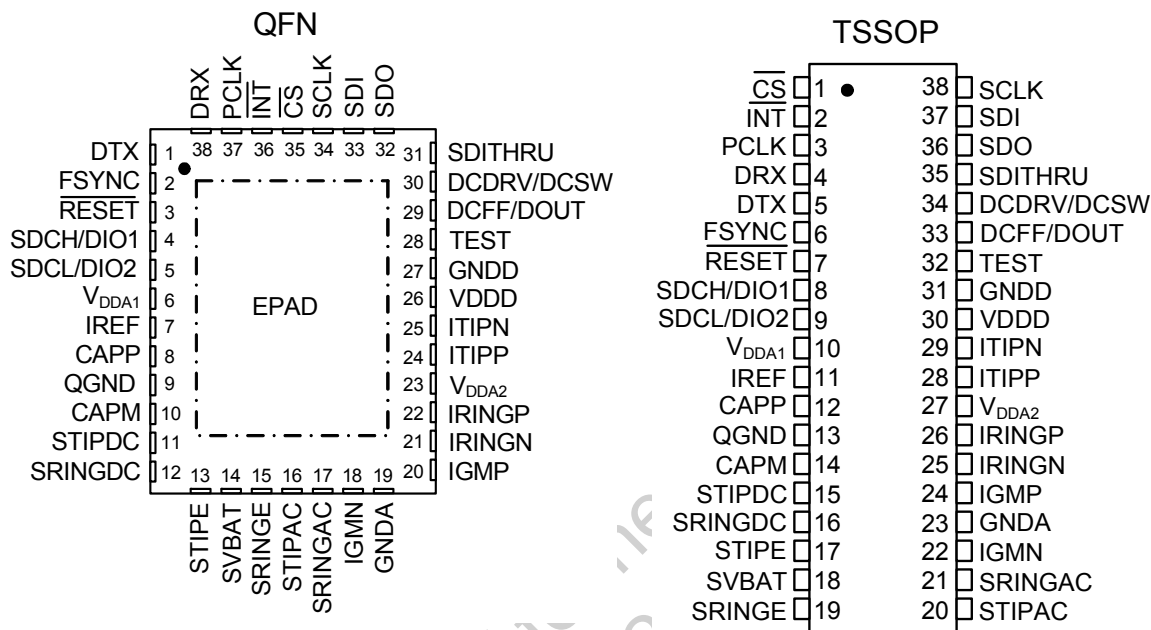 QFN
DRX
PCLK
INT
CS
SCLK
SDI
SDO
38 37 36 35 34 33 32
DTX 1
FSYNC 2
RESET 3
SDCH/DIO1 4
SDCL/DIO2 5
VDDA1 6
IREF 7
CAPP 8
QGND 9
CAPM 10
STIPDC 11
SRINGDC 12
EPAD
31 SDITHRU
30 DCDRV/DCSW
29 DCFF/DOUT
28 TEST
27 GNDD
26 VDDD
25 ITIPN
24 ITIPP
23 VDDA2
22 IRINGP
21 IRINGN
20 IGMP
13 14 15 16 17 18 19
STIPE
SVBAT
SRINGE
STIPAC
SRINGAC
IGMN
GNDA
TSSOP
CS 1 38 SCLK
INT 2 37 SDI
PCLK 3 36 SDO
DRX 4 35 SDITHRU
DTX 5 34 DCDRV/DCSW
FSYNC 6 33 DCFF/DOUT
RESET 7 32 TEST
SDCH/DIO1 8 31 GNDD
SDCL/DIO2 9 30 VDDD
VDDA1 10 29 ITIPN
IREF 11 28 ITIPP
CAPP 12 27 VDDA2
QGND 13 26 IRINGP
CAPM 14 25 IRINGN
STIPDC 15 24 IGMP
SRINGDC 16 23 GNDA
STIPE 17 22 IGMN
SVBAT 18 21 SRINGAC
SRINGE 19 20 STIPAC